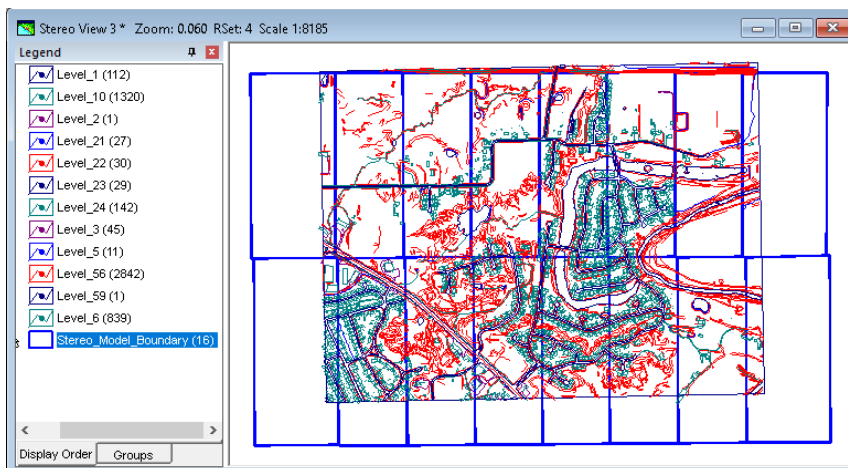 Stereo View 3 * Zoom: 0.060 RSet: 4 Scale 1:8185
Legend
Level_1 (112)
Level_10 (1320)
Level_2 (1)
Level_21 (27)
Level_22 (30)
Level_23 (29)
Level_24 (142)
Level_3 (45)
Level_5 (11)
Level_56 (2842)
Level_59 (1)
Level_6 (839)
Stereo_Model_Boundary (16)
Display Order Groups